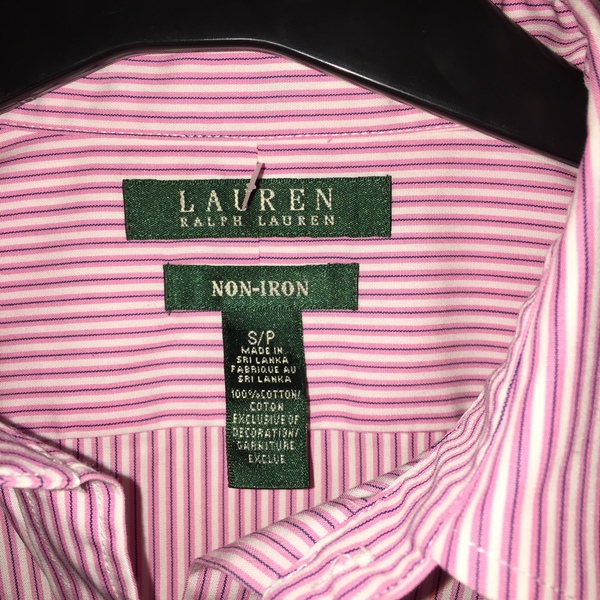 LAUREN
RALPH LAUREN
NON-IRON
S/P
MADE IN
SRI LANKA
FABRIQUE AU
SRI LANKA
100%COTTON/
COTON
EXCLUSIVE OF
DECORATION/
GARNITURE
EXCLUE